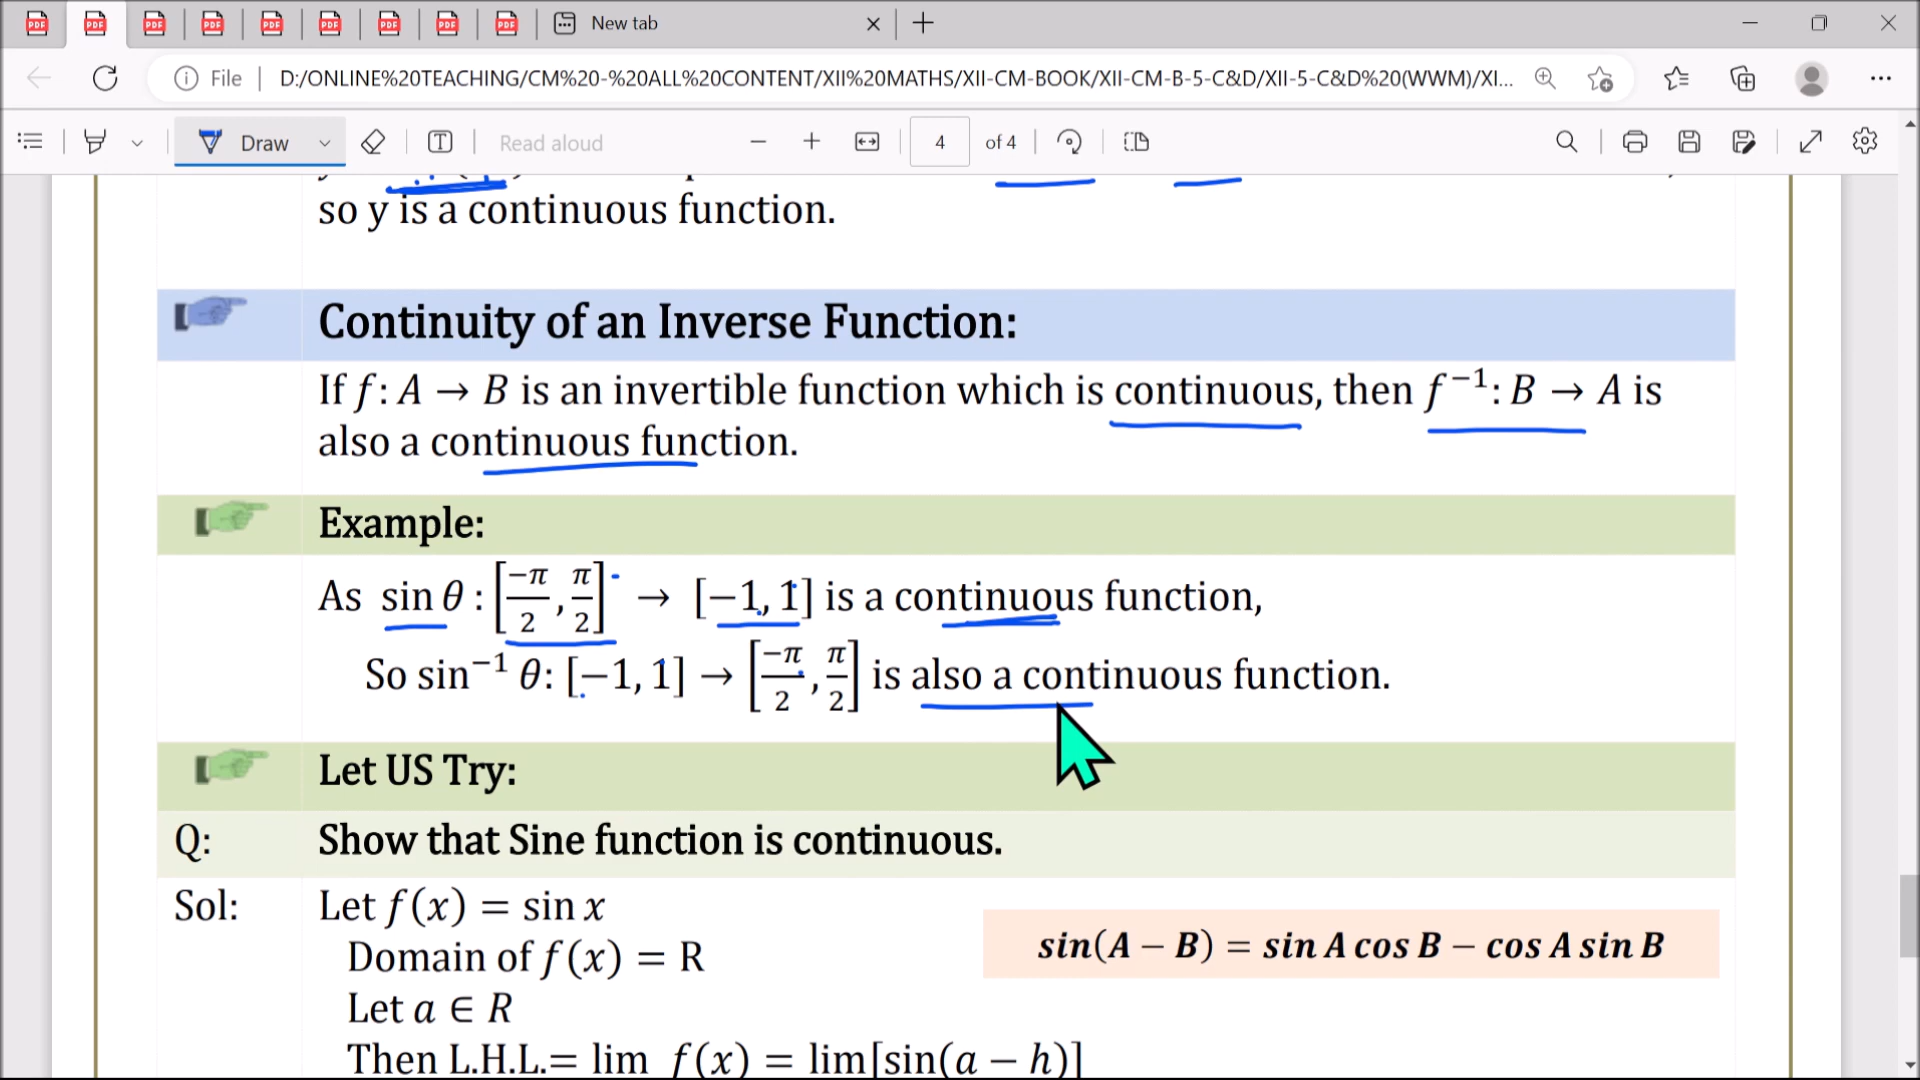 New tab
File
D:/ONLINE%20TEACHING/CM%20-%20ALL%20CONTENT/XII%20MATHS/XII-CM-BOOK/XII-CM-B-5-C&D/XII-5-C&D%20(WWM)/XI...
Draw
Read aloud
4 of 4
so y is a continuous function.
Continuity of an Inverse Function:
If f: A → B is an invertible function which is continuous, then f⁻¹: B → A is
also a continuous function.
Example:
As sin θ : [−π/2, π/2] → [−1, 1] is a continuous function,
So sin⁻¹ θ: [−1, 1] → [−π/2, π/2] is also a continuous function.
Let US Try:
Q: Show that Sine function is continuous.
Sol: Let f(x) = sin x
sin(A − B) = sin A cos B − cos A sin B
Domain of f(x) = R
Let a ∈ R
Then L.H.L.= lim f(x) = lim[sin(a − h)]